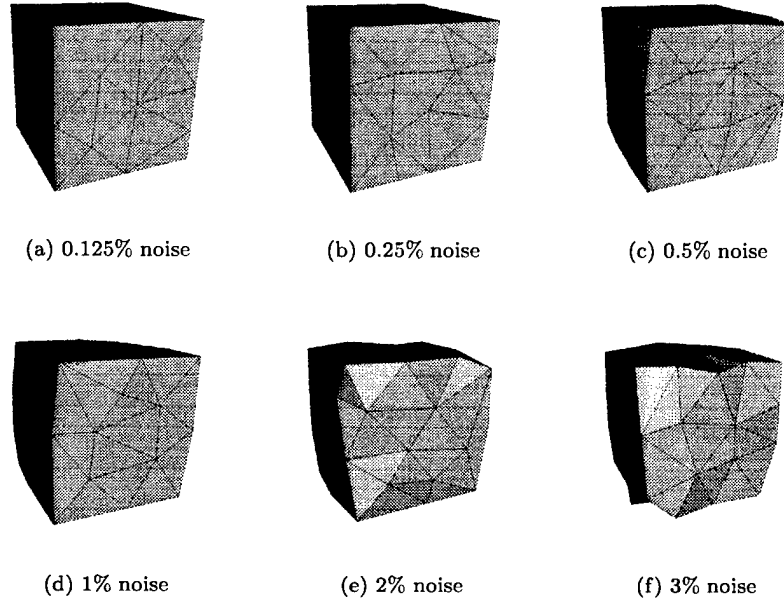 (a) 0.125% noise
(b) 0.25% noise
(c) 0.5% noise
(d) 1% noise
(e) 2% noise
(f) 3% noise